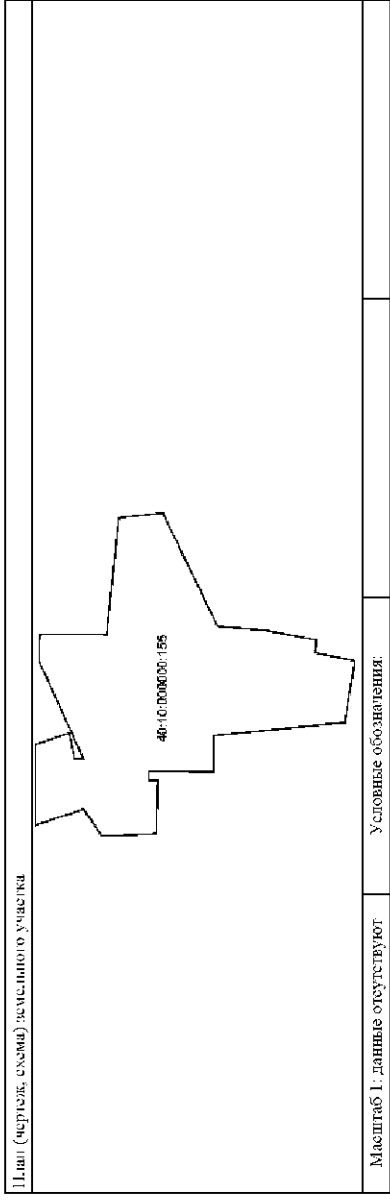 План (чертеж, схема) земельного участка
40:10:000000:155
Масштаб 1: данные отсутствуют
Условные обозначения: